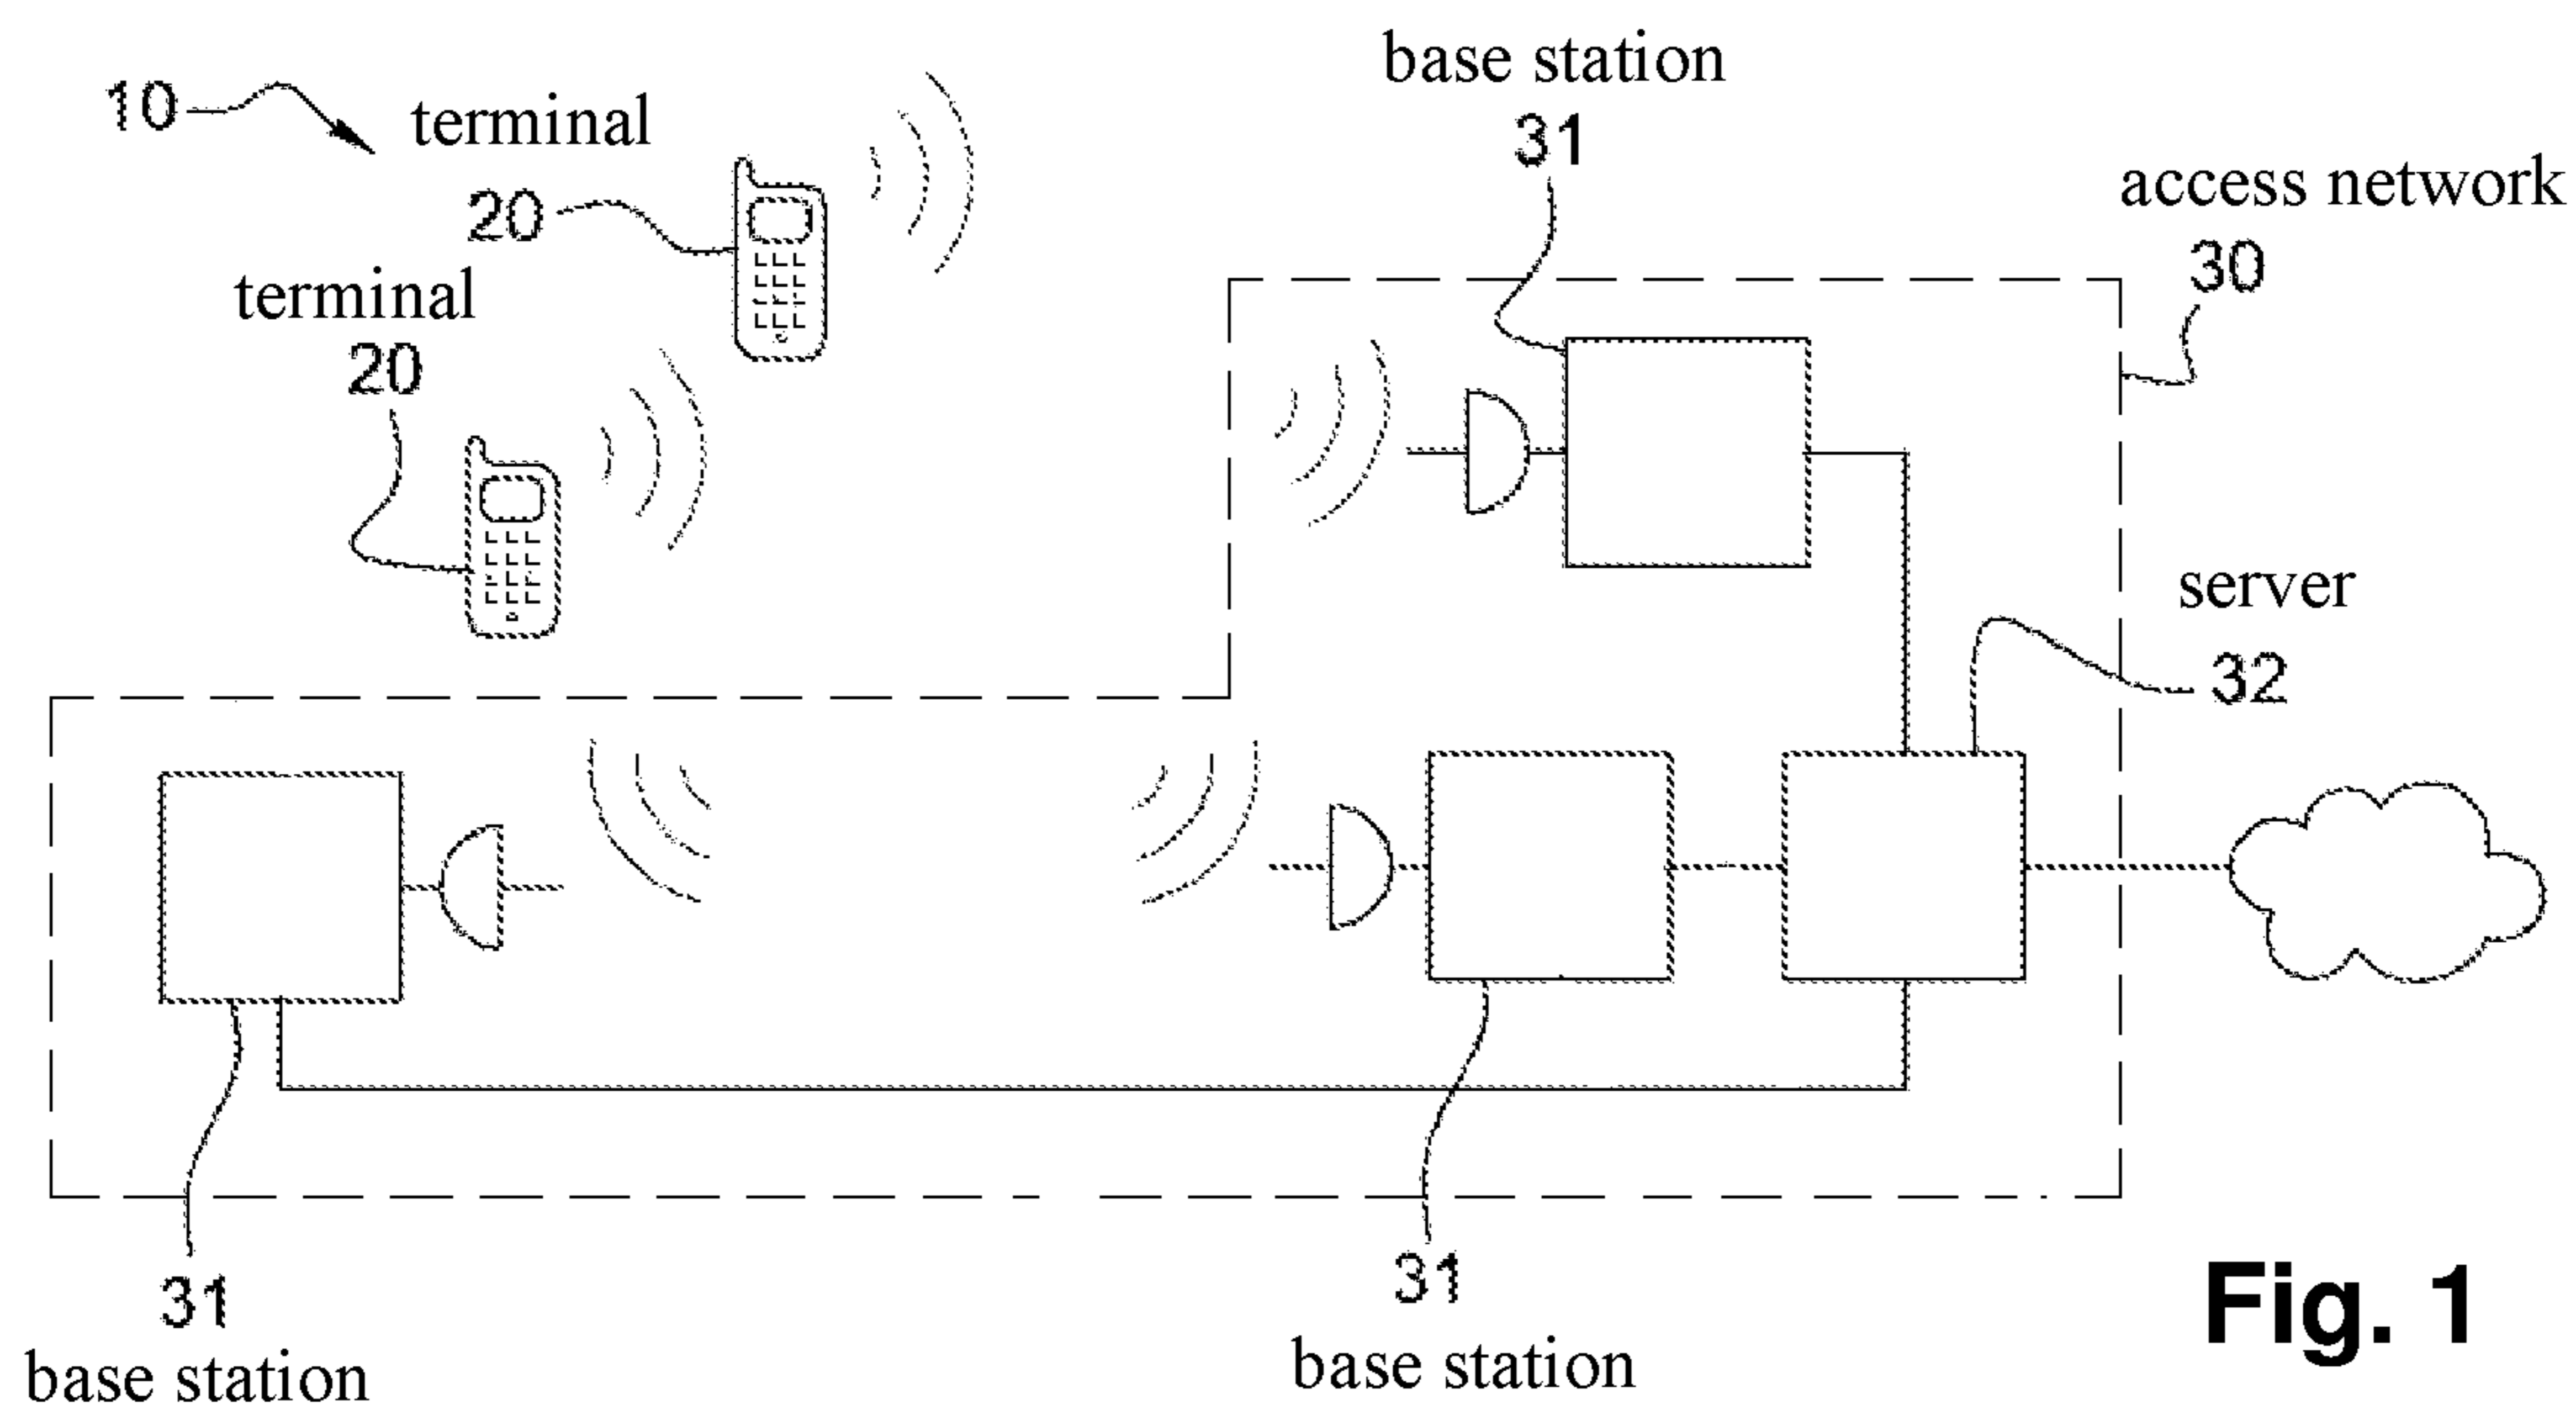 10
terminal
20
terminal
20
base station
31
access network
30
server
32
31
base station
31
base station
Fig. 1